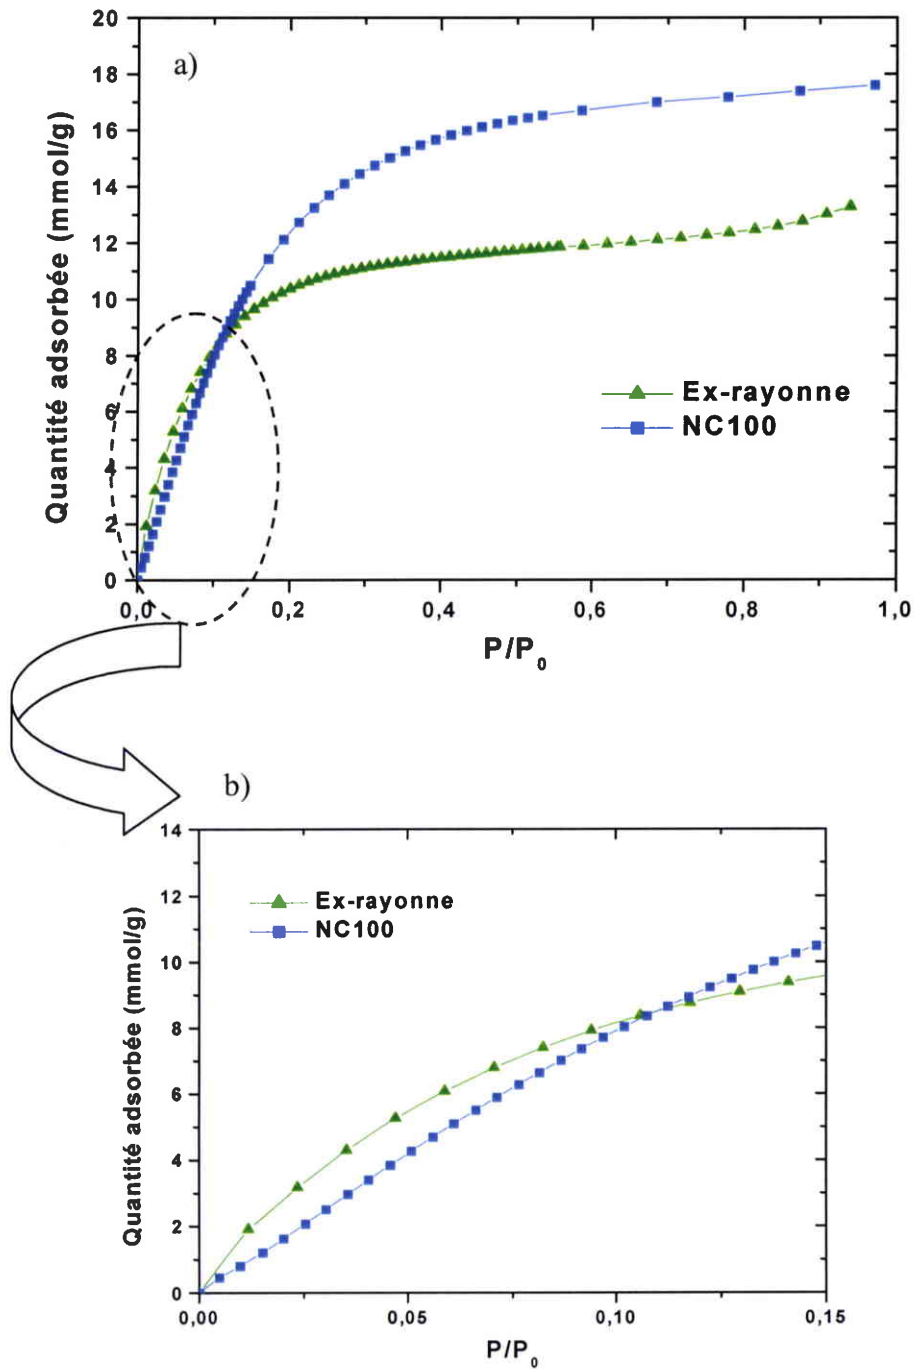 a)
Quantité adsorbée (mmol/g)
20
18
16
14
12
10
8
6
4
2
0
Ex-rayonne
NC100
0,0
0,2
0,4
0,6
0,8
1,0
P/P0
b)
Quantité adsorbée (mmol/g)
14
12
10
8
6
4
2
0
Ex-rayonne
NC100
0,00
0,05
0,10
0,15
P/P0